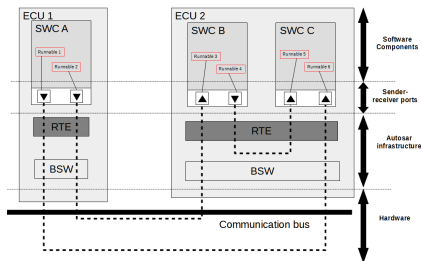 ECU 1
SWC A
Runnable 1
Runnable 2
RTE
BSW
ECU 2
SWC B
SWC C
Runnable 3
Runnable 4
Runnable 5
Runnable 6
RTE
BSW
Communication bus
Software
Components
Sender-
receiver ports
Autosar
infrastructure
Hardware